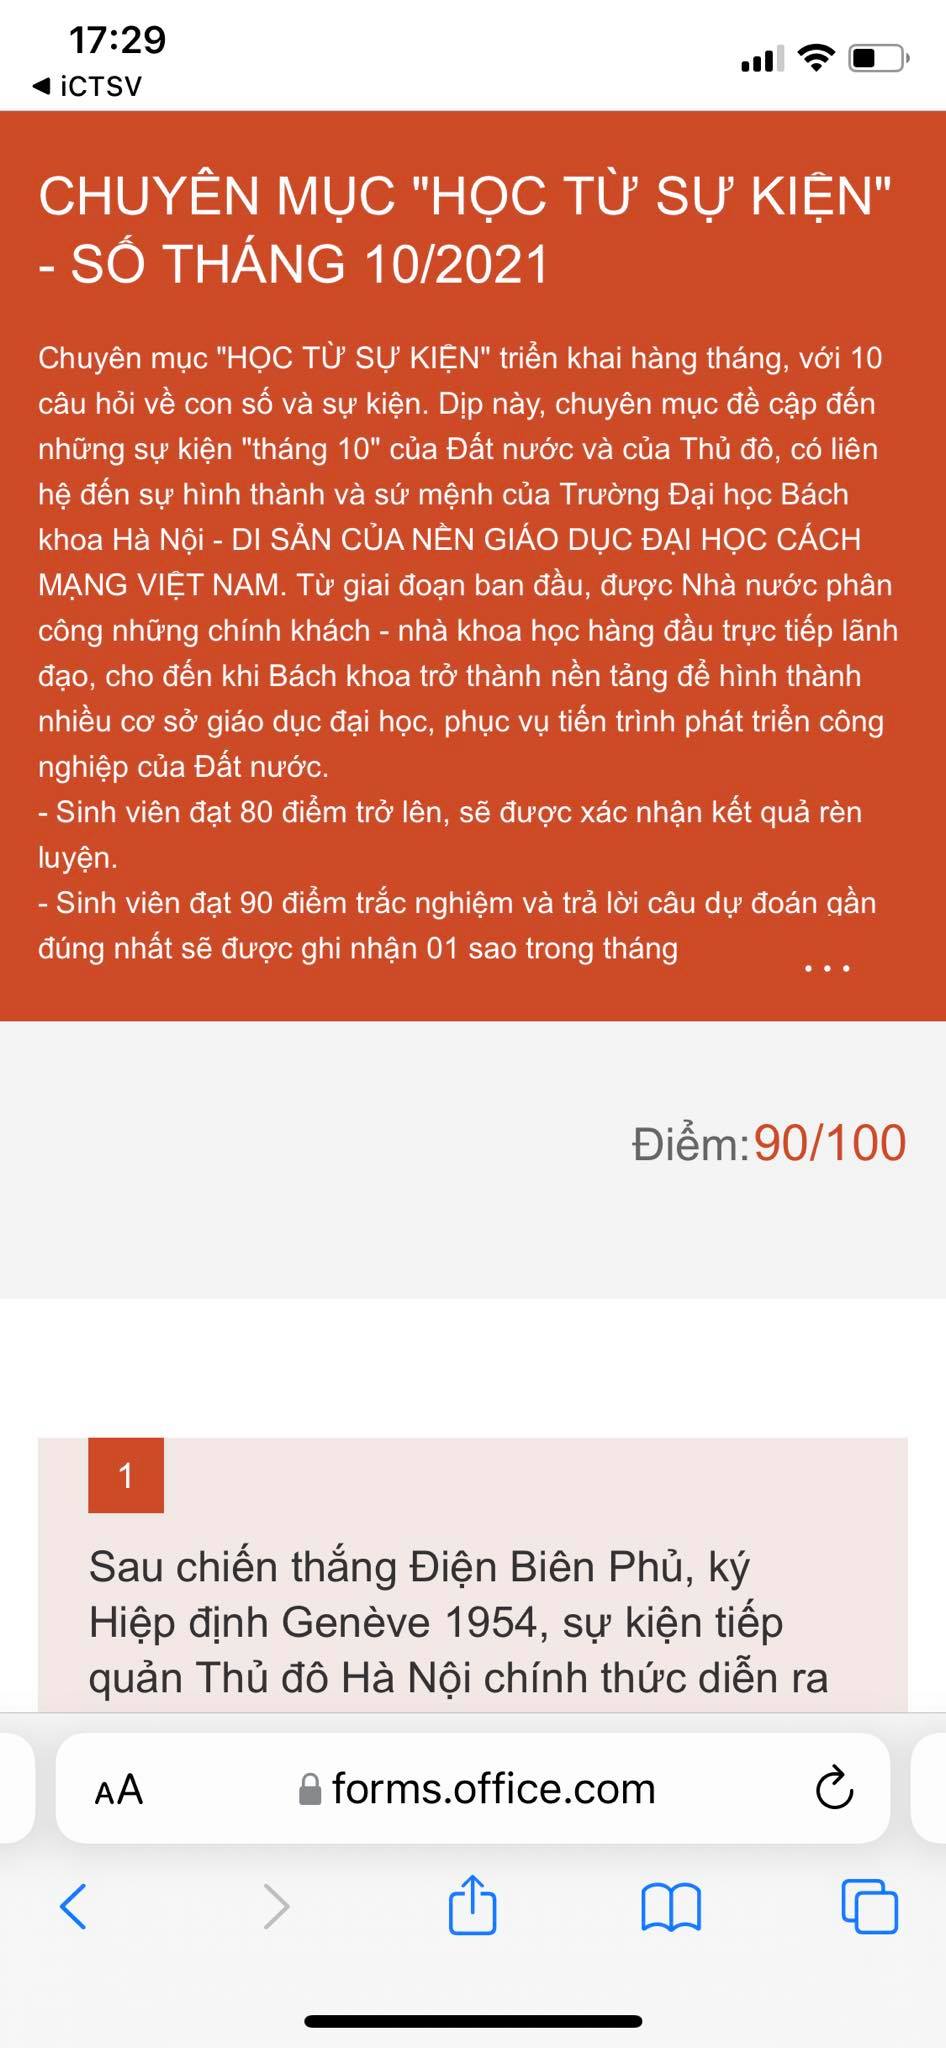 17:29
◀ iCTSV
CHUYÊN MỤC "HỌC TỪ SỰ KIỆN"
- SỐ THÁNG 10/2021
Chuyên mục "HỌC TỪ SỰ KIỆN" triển khai hàng tháng, với 10
câu hỏi về con số và sự kiện. Dịp này, chuyên mục đề cập đến
những sự kiện "tháng 10" của Đất nước và của Thủ đô, có liên
hệ đến sự hình thành và sứ mệnh của Trường Đại học Bách
khoa Hà Nội - DI SẢN CỦA NỀN GIÁO DỤC ĐẠI HỌC CÁCH
MẠNG VIỆT NAM. Từ giai đoạn ban đầu, được Nhà nước phân
công những chính khách - nhà khoa học hàng đầu trực tiếp lãnh
đạo, cho đến khi Bách khoa trở thành nền tảng để hình thành
nhiều cơ sở giáo dục đại học, phục vụ tiến trình phát triển công
nghiệp của Đất nước.
- Sinh viên đạt 80 điểm trở lên, sẽ được xác nhận kết quả rèn
luyện.
- Sinh viên đạt 90 điểm trắc nghiệm và trả lời câu dự đoán gần
đúng nhất sẽ được ghi nhận 01 sao trong tháng
...
Điểm:90/100
1
Sau chiến thắng Điện Biên Phủ, ký
Hiệp định Genève 1954, sự kiện tiếp
quản Thủ đô Hà Nội chính thức diễn ra
AA forms.office.com